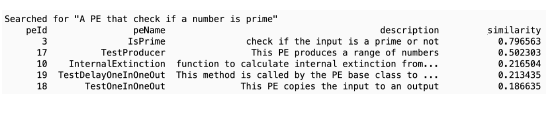 Searched for "A PE that check if a number is prime"
peId peName description similarity
3 IsPrime check if the input is a prime or not 0.796563
17 TestProducer This PE produces a range of numbers 0.502303
10 InternalExtinction function to calculate internal extinction from... 0.216504
19 TestDelayOneInOneOut This method is called by the PE base class to ... 0.213435
18 TestOneInOneOut This PE copies the input to an output 0.186635